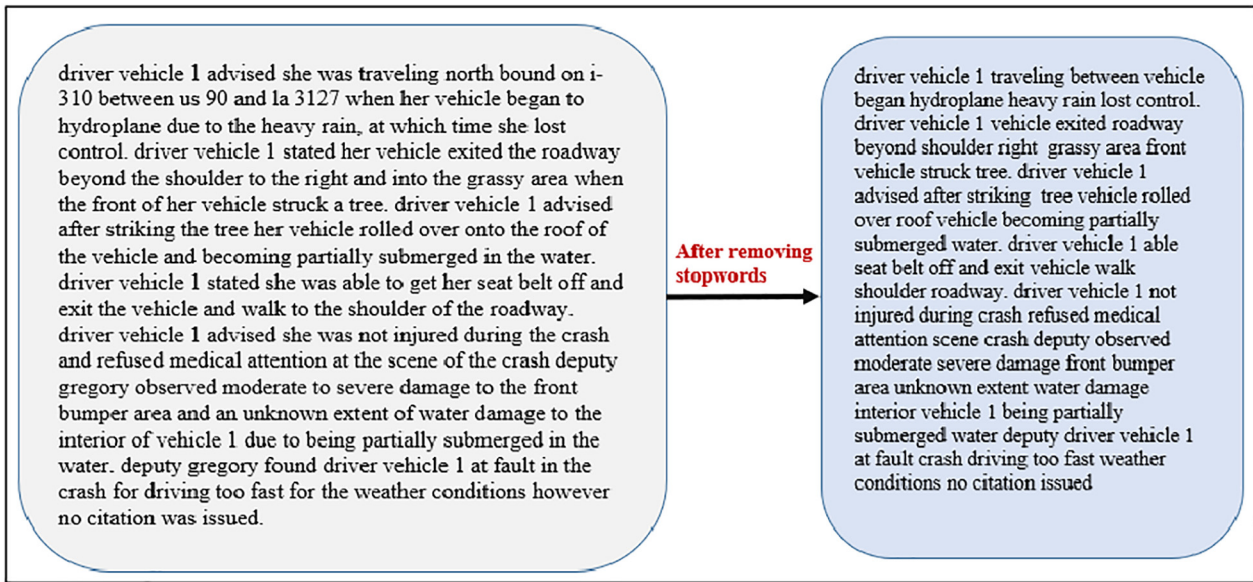 driver vehicle 1 advised she was traveling north bound on i-
310 between us 90 and la 3127 when her vehicle began to
hydroplane due to the heavy rain, at which time she lost
control. driver vehicle 1 stated her vehicle exited the roadway
beyond the shoulder to the right and into the grassy area when
the front of her vehicle struck a tree. driver vehicle 1 advised
after striking the tree her vehicle rolled over onto the roof of
the vehicle and becoming partially submerged in the water.
driver vehicle 1 stated she was able to get her seat belt off and
exit the vehicle and walk to the shoulder of the roadway.
driver vehicle 1 advised she was not injured during the crash
and refused medical attention at the scene of the crash deputy
gregory observed moderate to severe damage to the front
bumper area and an unknown extent of water damage to the
interior of vehicle 1 due to being partially submerged in the
water. deputy gregory found driver vehicle 1 at fault in the
crash for driving too fast for the weather conditions however
no citation was issued.
After removing
stopwords
driver vehicle 1 traveling between vehicle
began hydroplane heavy rain lost control.
driver vehicle 1 vehicle exited roadway
beyond shoulder right grassy area front
vehicle struck tree. driver vehicle 1
advised after striking tree vehicle rolled
over roof vehicle becoming partially
submerged water. driver vehicle 1 able
seat belt off and exit vehicle walk
shoulder roadway. driver vehicle 1 not
injured during crash refused medical
attention scene crash deputy observed
moderate severe damage front bumper
area unknown extent water damage
interior vehicle 1 being partially
submerged water deputy driver vehicle 1
at fault crash driving too fast weather
conditions no citation issued